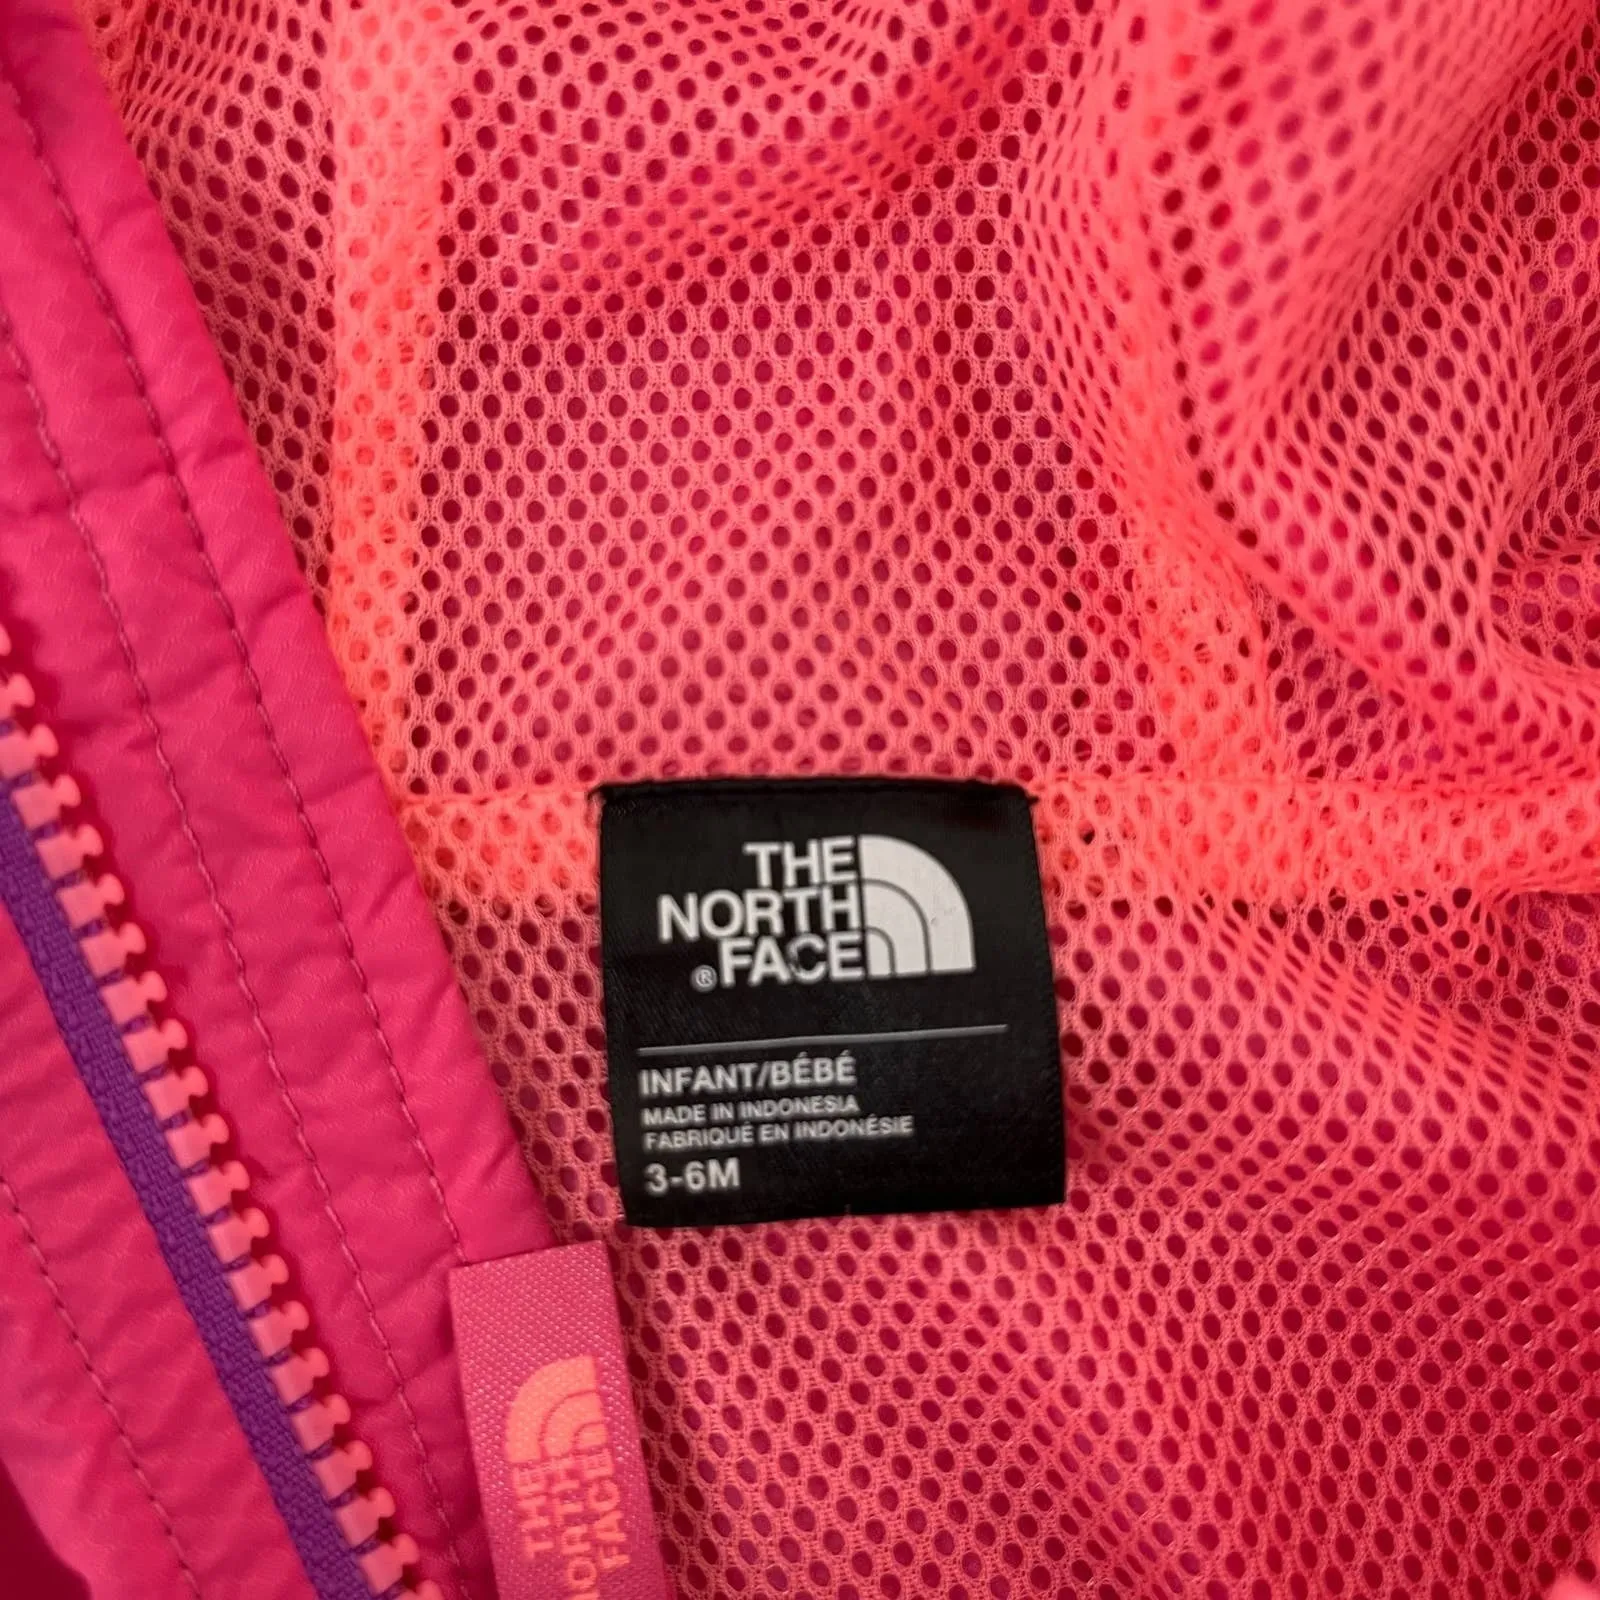 THE
NORTH
® FACE
INFANT/BÉBÉ
MADE IN INDONESIA
FABRIQUÉ EN INDONÉSIE
3-6M
THE
NORTH
FACE